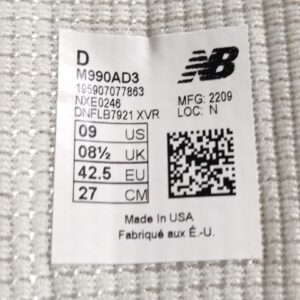 D
M990AD3
195907077863
NXE0246
DNFLB7921 XVR
NB
MFG: 2209
LOC: N
09 US
08½ UK
42.5 EU
27 CM
Made In USA
Fabriqué aux É.-U.